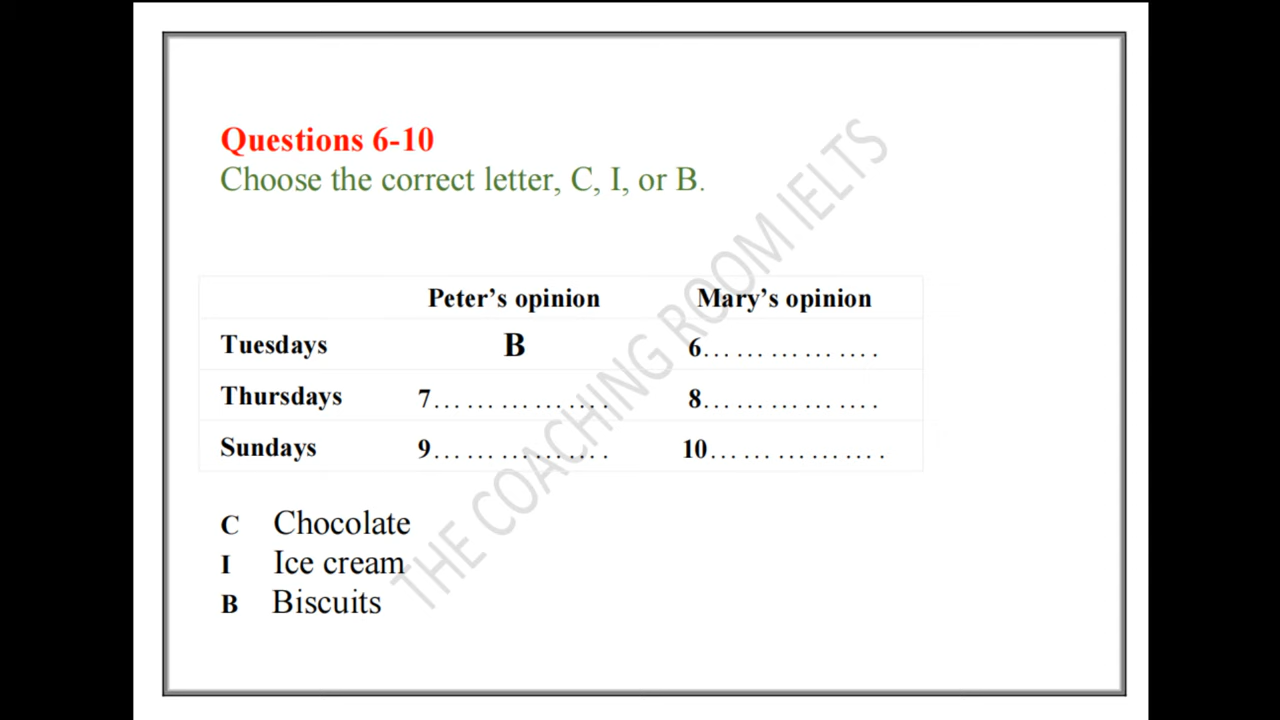 Questions 6-10
Choose the correct letter, C, I, or B.
Peter’s opinion Mary’s opinion
Tuesdays B 6... ... ... ... ... .
Thursdays 7... ... ... ... ... . 8... ... ... ... ... .
Sundays 9... ... ... ... ... . 10... ... ... ... ... .
C Chocolate
I Ice cream
B Biscuits
THE COACHING ROOM IELTS